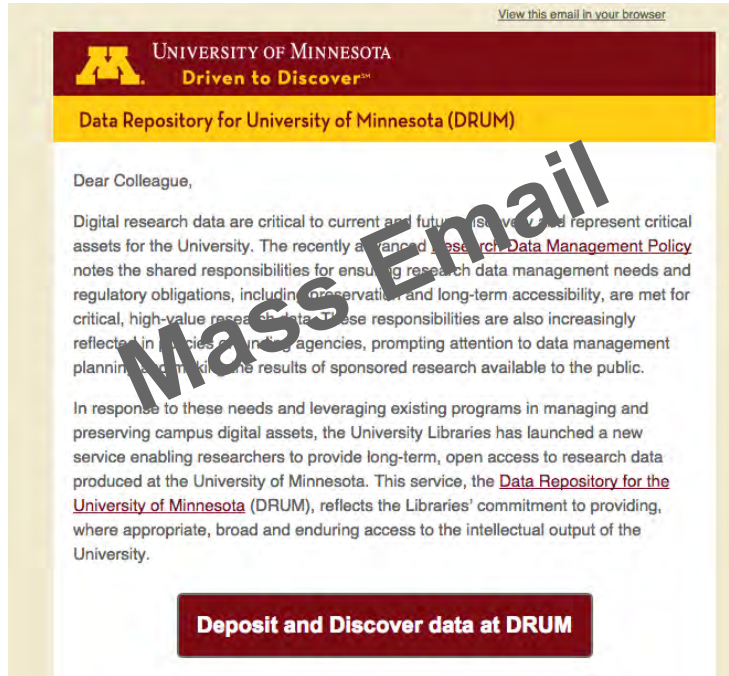 View this email in your browser
M
UNIVERSITY OF MINNESOTA
Driven to Discover℠
Data Repository for University of Minnesota (DRUM)
Dear Colleague,
Digital research data are critical to current and future discovery and represent critical
assets for the University. The recently advanced Research Data Management Policy
notes the shared responsibilities for ensuring research data management needs and
regulatory obligations, including preservation and long-term accessibility, are met for
critical, high-value research data. These responsibilities are also increasingly
reflected in policies of funding agencies, prompting attention to data management
planning and making the results of sponsored research available to the public.
Mass Email
In response to these needs and leveraging existing programs in managing and
preserving campus digital assets, the University Libraries has launched a new
service enabling researchers to provide long-term, open access to research data
produced at the University of Minnesota. This service, the Data Repository for the
University of Minnesota (DRUM), reflects the Libraries' commitment to providing,
where appropriate, broad and enduring access to the intellectual output of the
University.
Deposit and Discover data at DRUM